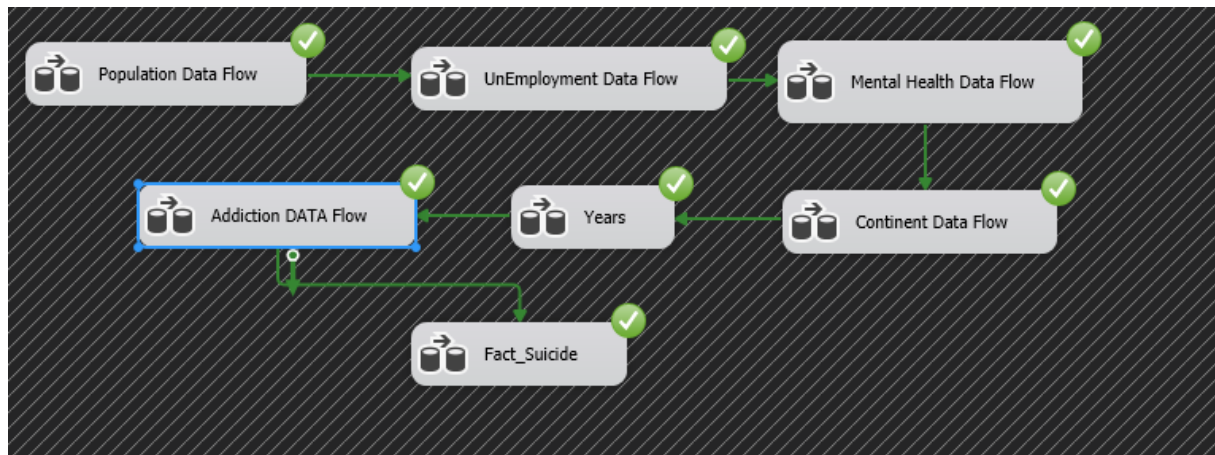 Population Data Flow
UnEmployment Data Flow
Mental Health Data Flow
Addiction DATA Flow
Years
Continent Data Flow
Fact_Suicide